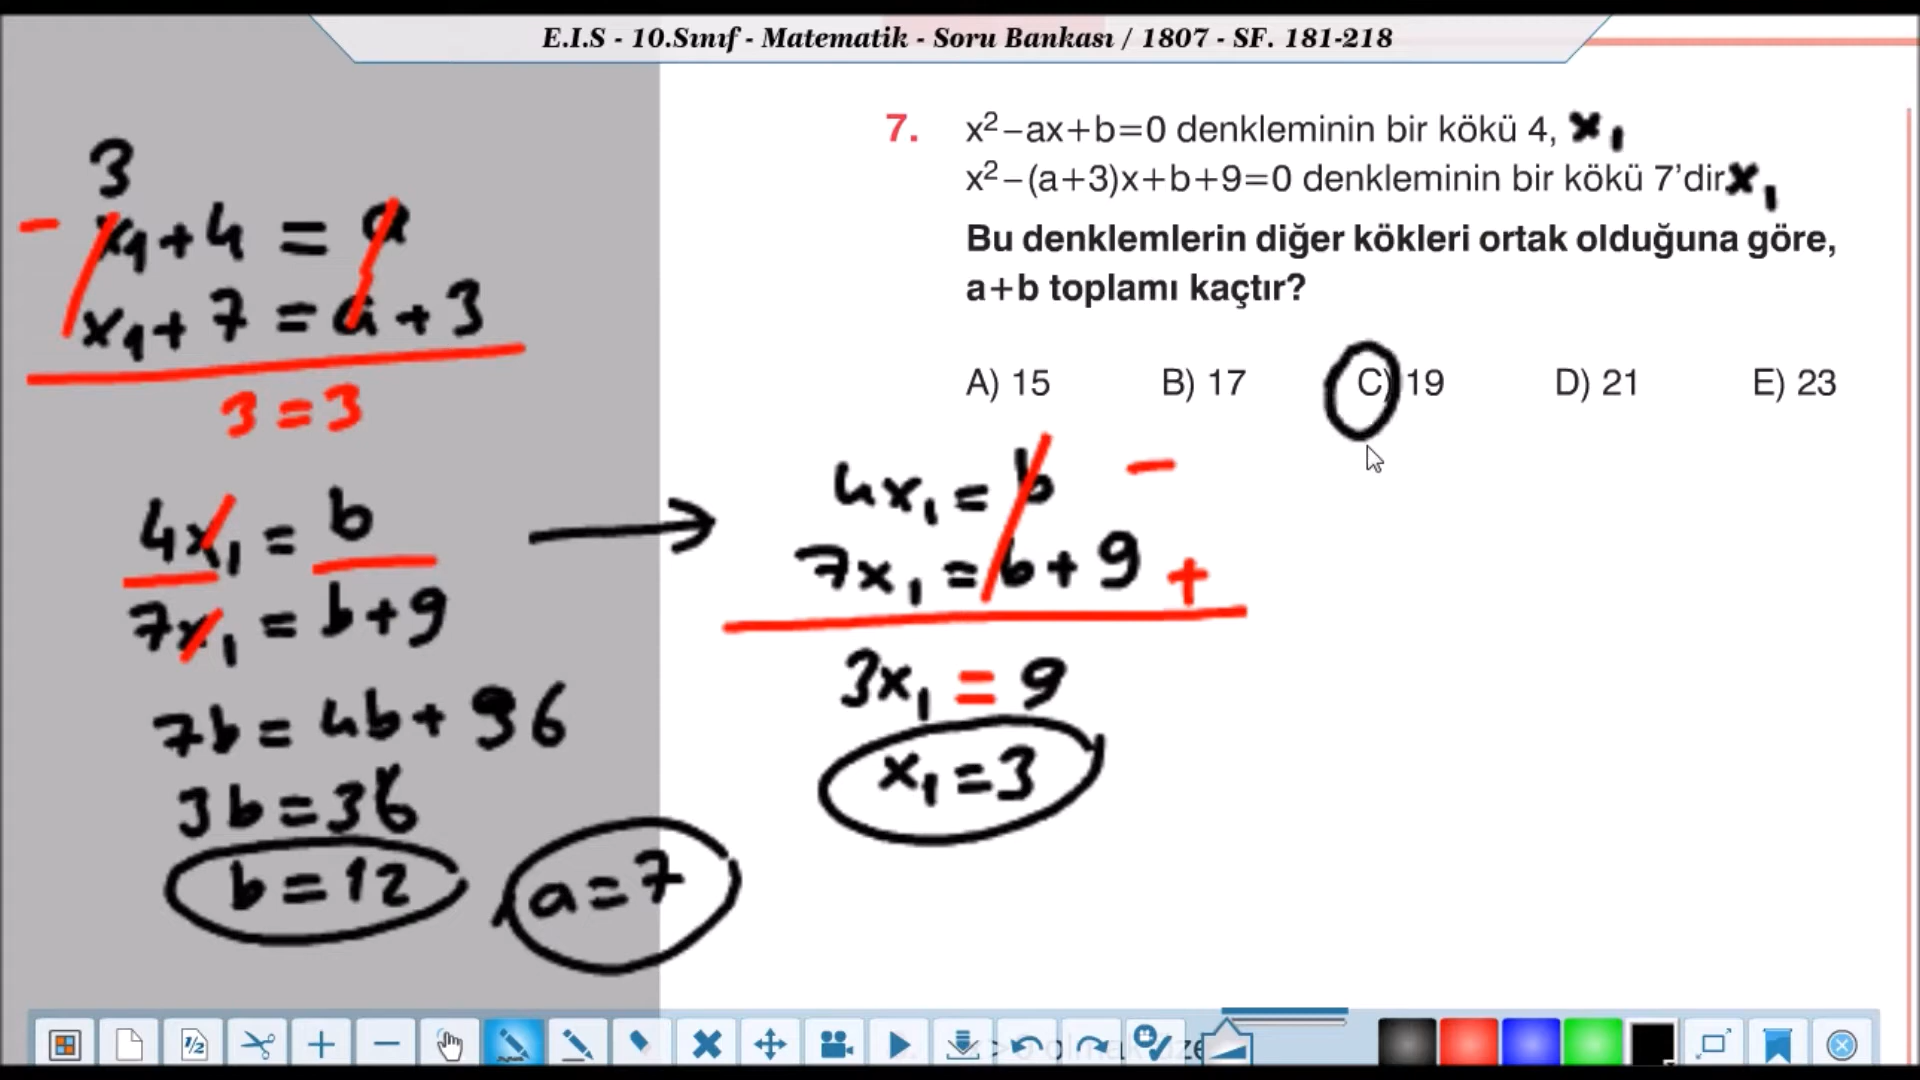 E.I.S - 10.Sınıf - Matematik - Soru Bankası / 1807 - SF. 181-218
7. x²−ax+b=0 denkleminin bir kökü 4, x₁
x²−(a+3)x+b+9=0 denkleminin bir kökü 7'dir x₁
Bu denklemlerin diğer kökleri ortak olduğuna göre,
a+b toplamı kaçtır?
A) 15 B) 17 C) 19 D) 21 E) 23
3
− x₁+4 = a
x₁+7 = a+3
3=3
4x₁ = b
7x₁ = b+9
7b = 4b+36
3b=36
b=12
a=7
4x₁ = b −
7x₁ = b+9 +
3x₁ = 9
x₁=3
1/2